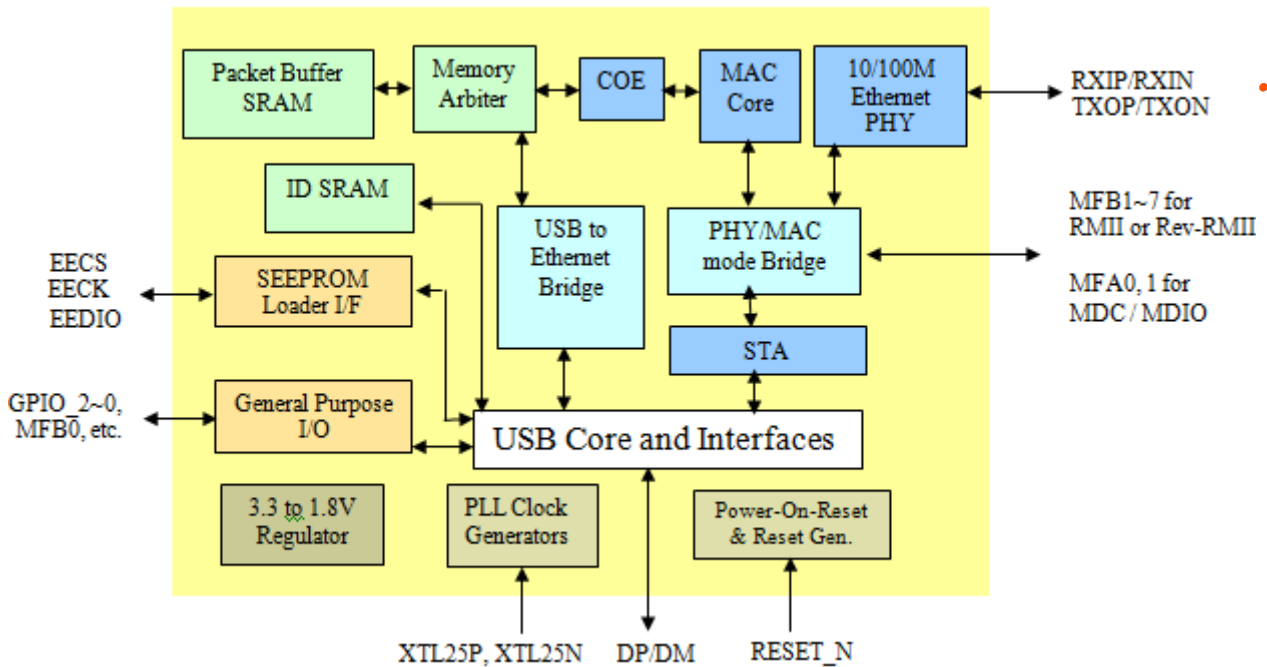 Packet Buffer
SRAM
Memory
Arbiter
COE
MAC
Core
10/100M
Ethernet
PHY
RXIP/RXIN
TXOP/TXON
ID SRAM
USB to
Ethernet
Bridge
PHY/MAC
mode Bridge
MFB1~7 for
RMII or Rev-RMII
MFA0, 1 for
MDC / MDIO
EECS
EECK
EEDIO
SEEPROM
Loader I/F
STA
GPIO_2~0,
MFB0, etc.
General Purpose
I/O
USB Core and Interfaces
3.3 to 1.8V
Regulator
PLL Clock
Generators
Power-On-Reset
& Reset Gen.
XTL25P, XTL25N
DP/DM
RESET_N